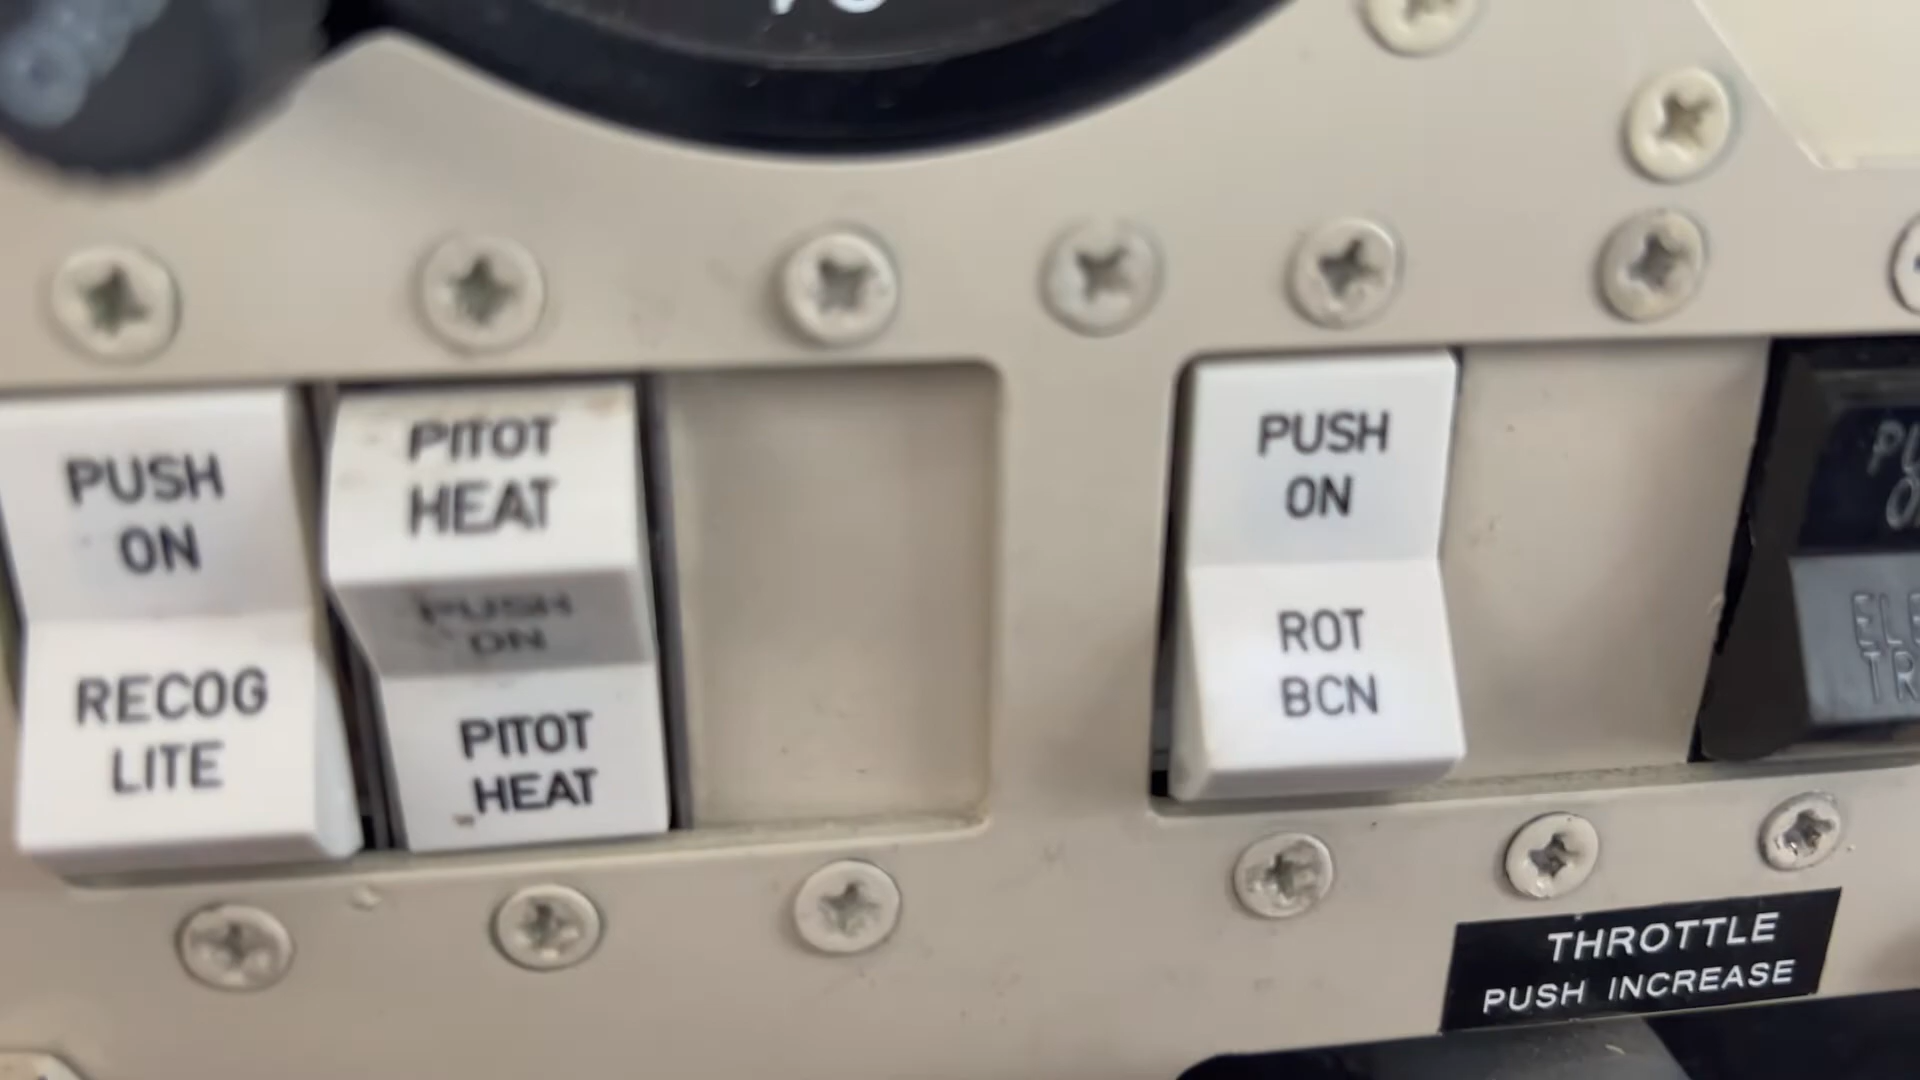 PUSH
ON
RECOG
LITE
PITOT
HEAT
PUSH
ON
PITOT
HEAT
PUSH
ON
ROT
BCN
THROTTLE
PUSH INCREASE